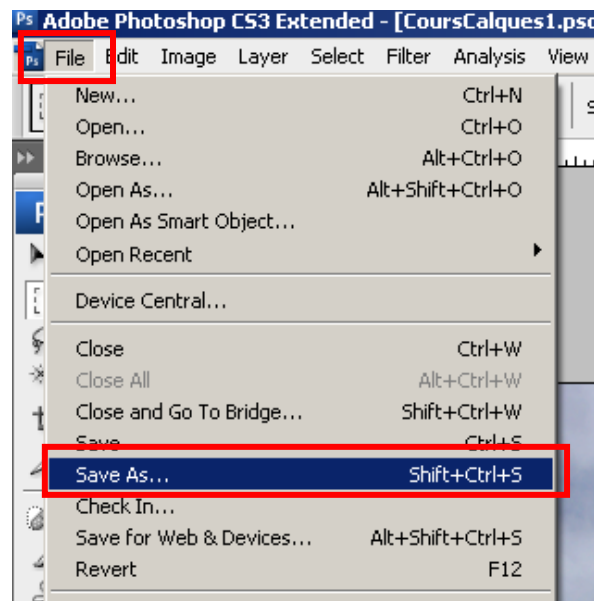 Ps Adobe Photoshop CS3 Extended - [CoursCalques1.psd
Ps File Edit Image Layer Select Filter Analysis View
New... Ctrl+N
Open... Ctrl+O
Browse... Alt+Ctrl+O
Open As... Alt+Shift+Ctrl+O
Open As Smart Object...
Open Recent
Device Central...
Close Ctrl+W
Close All Alt+Ctrl+W
Close and Go To Bridge... Shift+Ctrl+W
Save Ctrl+S
Save As... Shift+Ctrl+S
Check In...
Save for Web & Devices... Alt+Shift+Ctrl+S
Revert F12